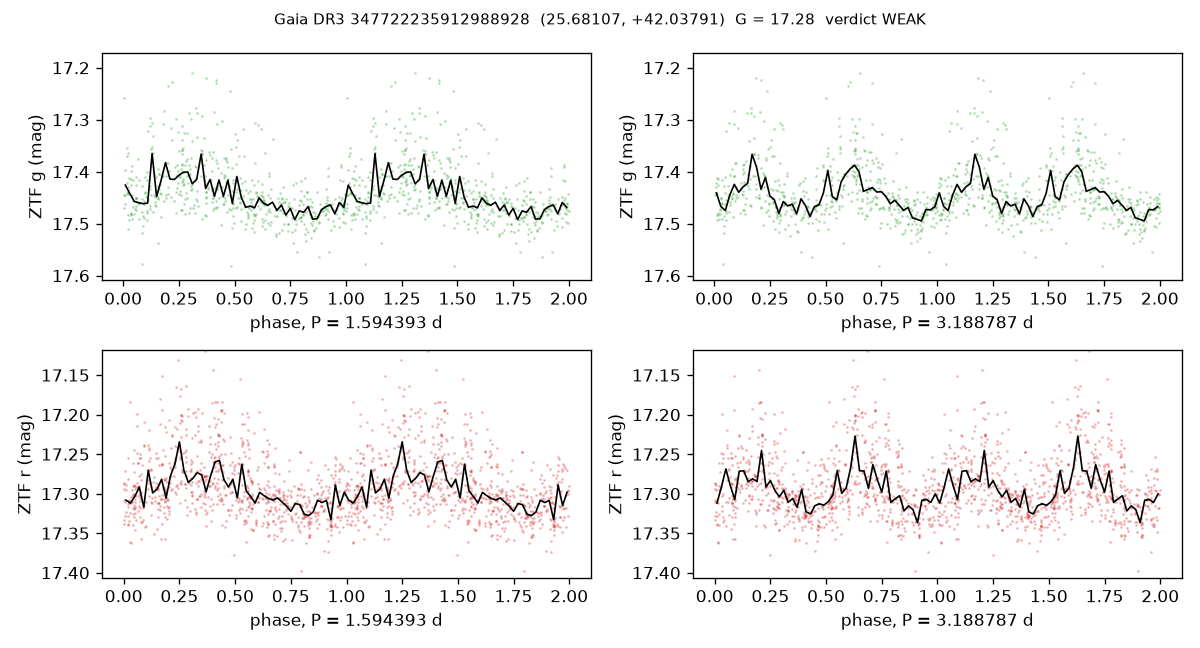 Gaia DR3 347722235912988928  (25.68107, +42.03791)  G = 17.28  verdict WEAK
ZTF g (mag)
17.2
17.3
17.4
17.5
17.6
0.00 0.25 0.50 0.75 1.00 1.25 1.50 1.75 2.00
phase, P = 1.594393 d
ZTF g (mag)
17.2
17.3
17.4
17.5
17.6
0.00 0.25 0.50 0.75 1.00 1.25 1.50 1.75 2.00
phase, P = 3.188787 d
ZTF r (mag)
17.15
17.20
17.25
17.30
17.35
17.40
0.00 0.25 0.50 0.75 1.00 1.25 1.50 1.75 2.00
phase, P = 1.594393 d
ZTF r (mag)
17.15
17.20
17.25
17.30
17.35
17.40
0.00 0.25 0.50 0.75 1.00 1.25 1.50 1.75 2.00
phase, P = 3.188787 d